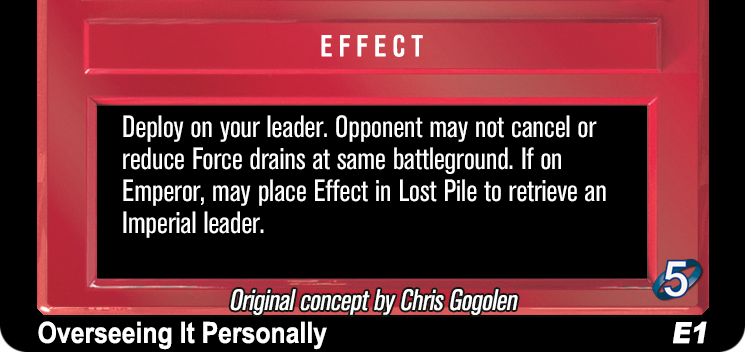 EFFECT
Deploy on your leader. Opponent may not cancel or
reduce Force drains at same battleground. If on
Emperor, may place Effect in Lost Pile to retrieve an
Imperial leader.
5
Original concept by Chris Gogolen
Overseeing It Personally E1